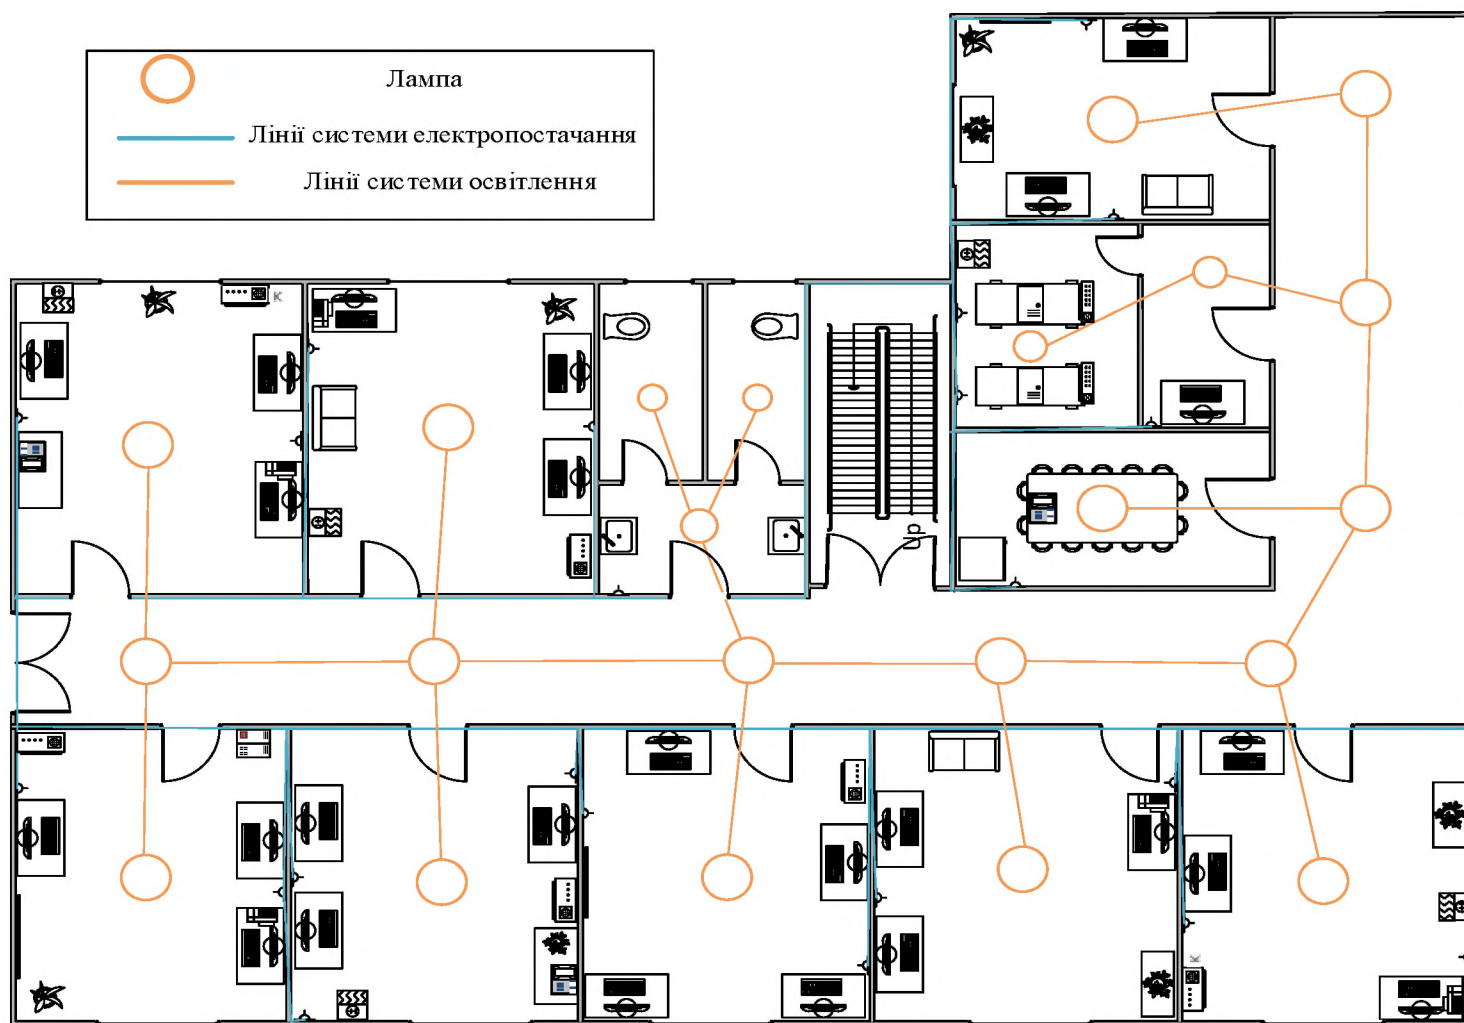 Лампа
Лінії системи електропостачання
Лінії системи освітлення
K
up
K